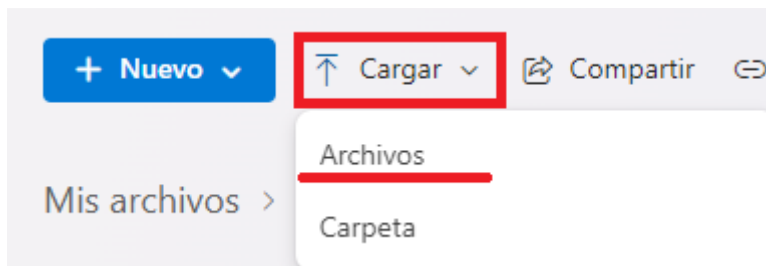 + Nuevo
Cargar
Compartir
Archivos
Mis archivos >
Carpeta